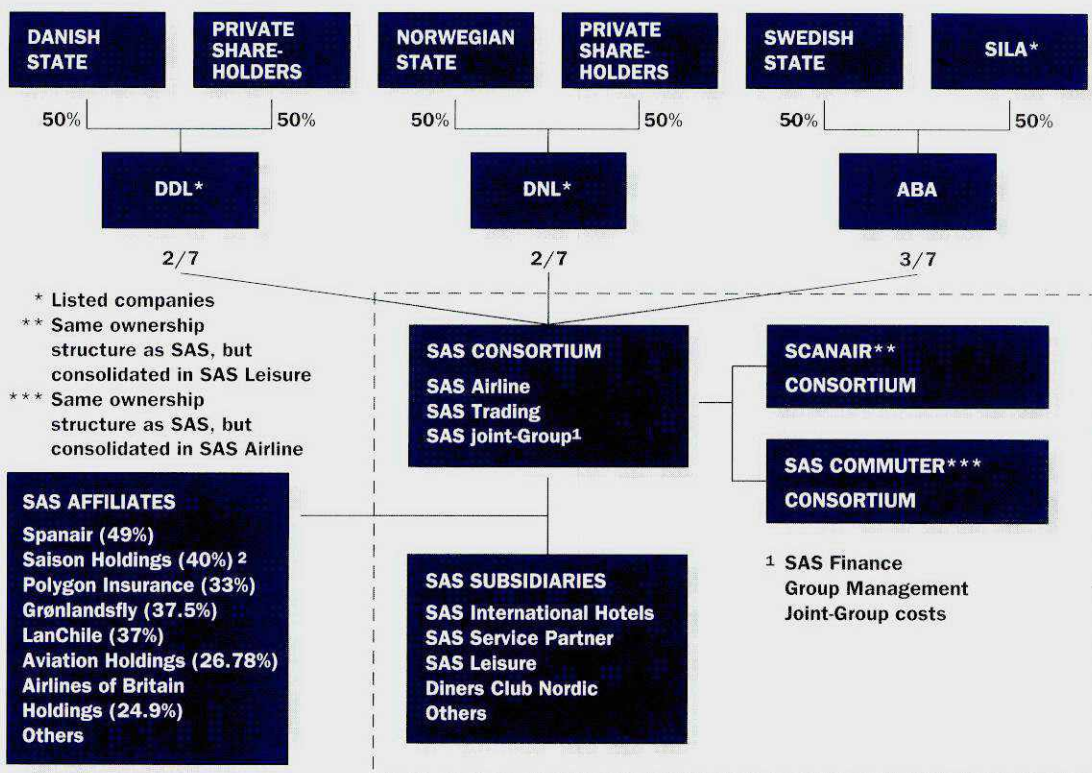 DANISH
STATE
PRIVATE
SHARE-
HOLDERS
NORWEGIAN
STATE
PRIVATE
SHARE-
HOLDERS
SWEDISH
STATE
SILA*
50%
50%
50%
50%
50%
50%
DDL*
DNL*
ABA
2/7
2/7
3/7
* Listed companies
** Same ownership
structure as SAS, but
consolidated in SAS Leisure
*** Same ownership
structure as SAS, but
consolidated in SAS Airline
SAS CONSORTIUM
SAS Airline
SAS Trading
SAS joint-Group¹
SCANAIR**
CONSORTIUM
SAS COMMUTER***
CONSORTIUM
SAS AFFILIATES
Spanair (49%)
Saison Holdings (40%) ²
Polygon Insurance (33%)
Grønlandsfly (37.5%)
LanChile (37%)
Aviation Holdings (26.78%)
Airlines of Britain
Holdings (24.9%)
Others
SAS SUBSIDIARIES
SAS International Hotels
SAS Service Partner
SAS Leisure
Diners Club Nordic
Others
¹ SAS Finance
Group Management
Joint-Group costs